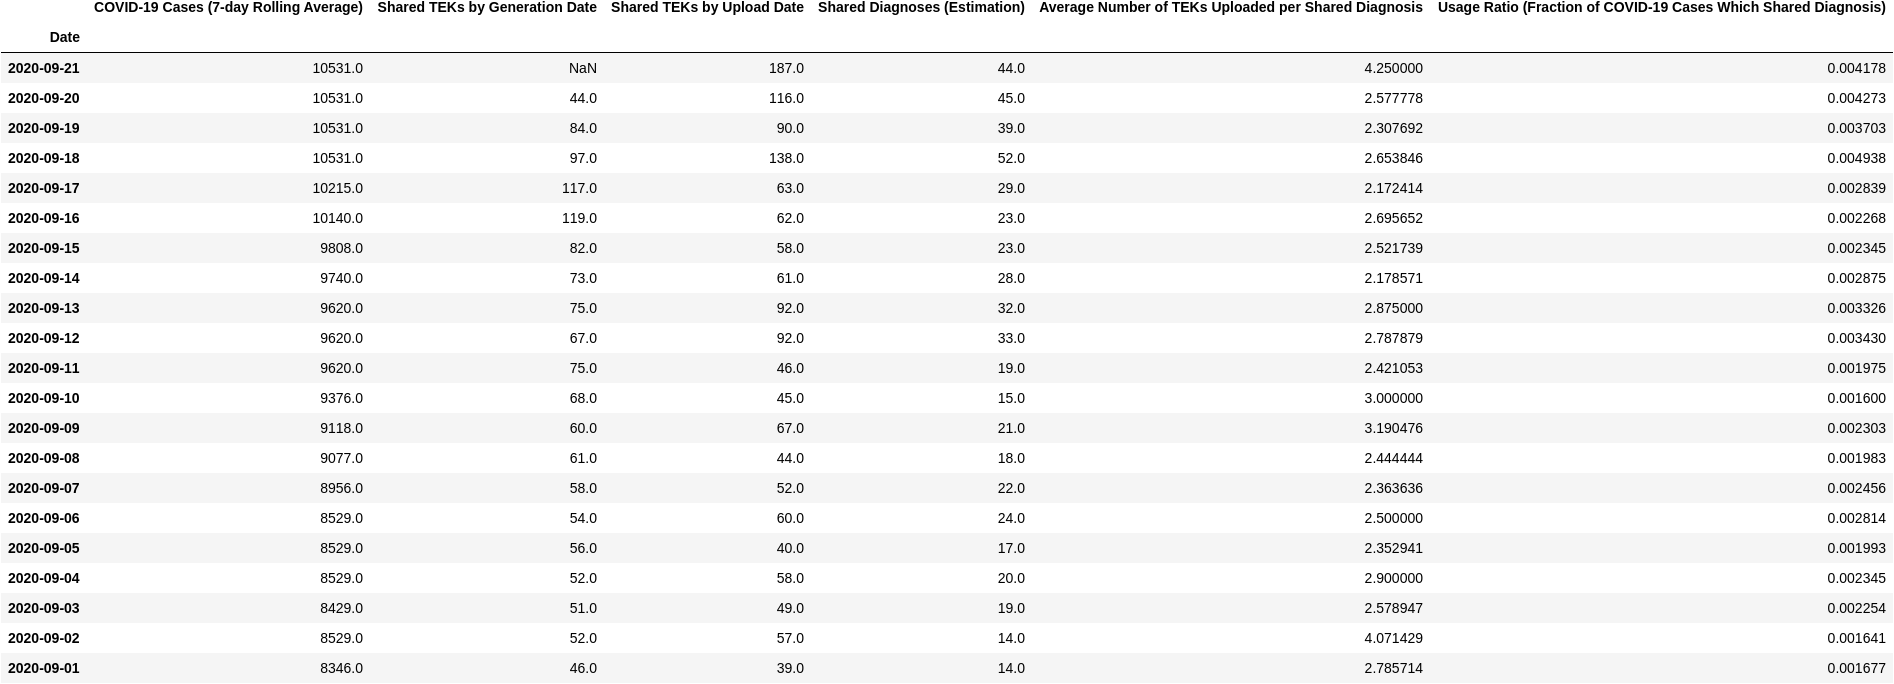 COVID-19 Cases (7-day Rolling Average) Shared TEKs by Generation Date Shared TEKs by Upload Date Shared Diagnoses (Estimation) Average Number of TEKs Uploaded per Shared Diagnosis Usage Ratio (Fraction of COVID-19 Cases Which Shared Diagnosis)
Date
2020-09-21 10531.0 NaN 187.0 44.0 4.250000 0.004178
2020-09-20 10531.0 44.0 116.0 45.0 2.577778 0.004273
2020-09-19 10531.0 84.0 90.0 39.0 2.307692 0.003703
2020-09-18 10531.0 97.0 138.0 52.0 2.653846 0.004938
2020-09-17 10215.0 117.0 63.0 29.0 2.172414 0.002839
2020-09-16 10140.0 119.0 62.0 23.0 2.695652 0.002268
2020-09-15 9808.0 82.0 58.0 23.0 2.521739 0.002345
2020-09-14 9740.0 73.0 61.0 28.0 2.178571 0.002875
2020-09-13 9620.0 75.0 92.0 32.0 2.875000 0.003326
2020-09-12 9620.0 67.0 92.0 33.0 2.787879 0.003430
2020-09-11 9620.0 75.0 46.0 19.0 2.421053 0.001975
2020-09-10 9376.0 68.0 45.0 15.0 3.000000 0.001600
2020-09-09 9118.0 60.0 67.0 21.0 3.190476 0.002303
2020-09-08 9077.0 61.0 44.0 18.0 2.444444 0.001983
2020-09-07 8956.0 58.0 52.0 22.0 2.363636 0.002456
2020-09-06 8529.0 54.0 60.0 24.0 2.500000 0.002814
2020-09-05 8529.0 56.0 40.0 17.0 2.352941 0.001993
2020-09-04 8529.0 52.0 58.0 20.0 2.900000 0.002345
2020-09-03 8429.0 51.0 49.0 19.0 2.578947 0.002254
2020-09-02 8529.0 52.0 57.0 14.0 4.071429 0.001641
2020-09-01 8346.0 46.0 39.0 14.0 2.785714 0.001677